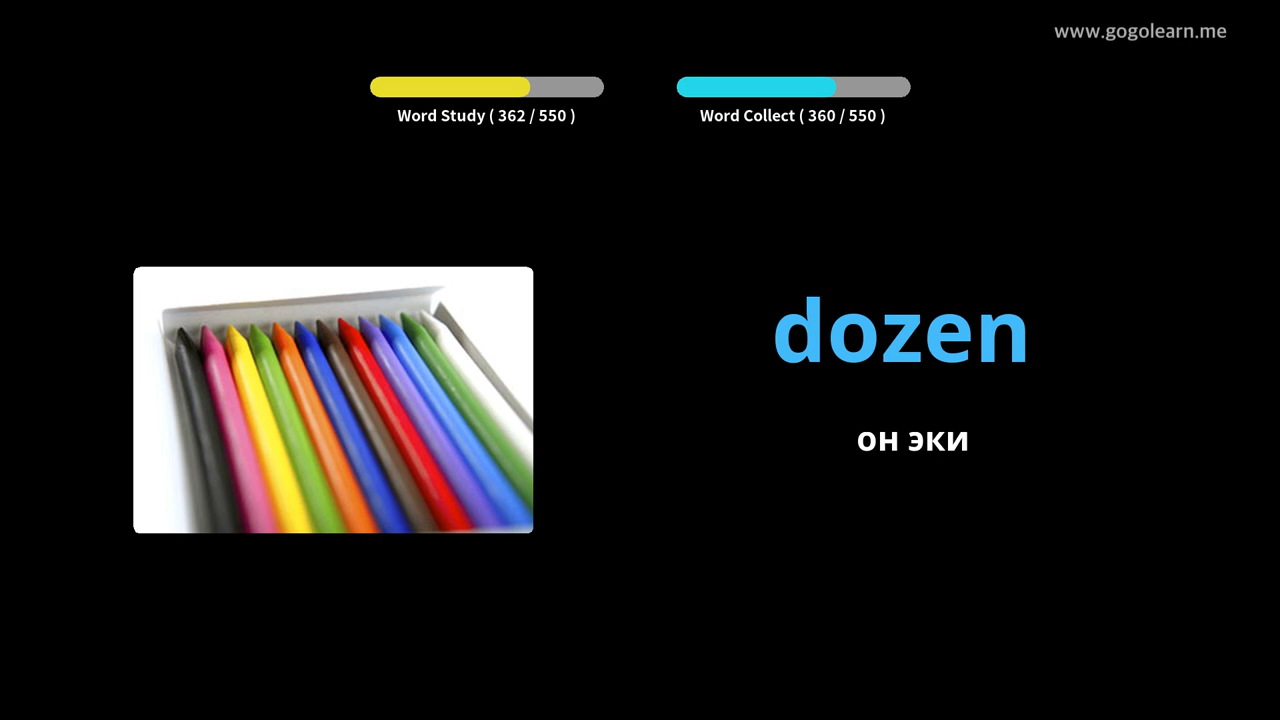 www.gogolearn.me
Word Study ( 362 / 550 )
Word Collect ( 360 / 550 )
dozen
он эки